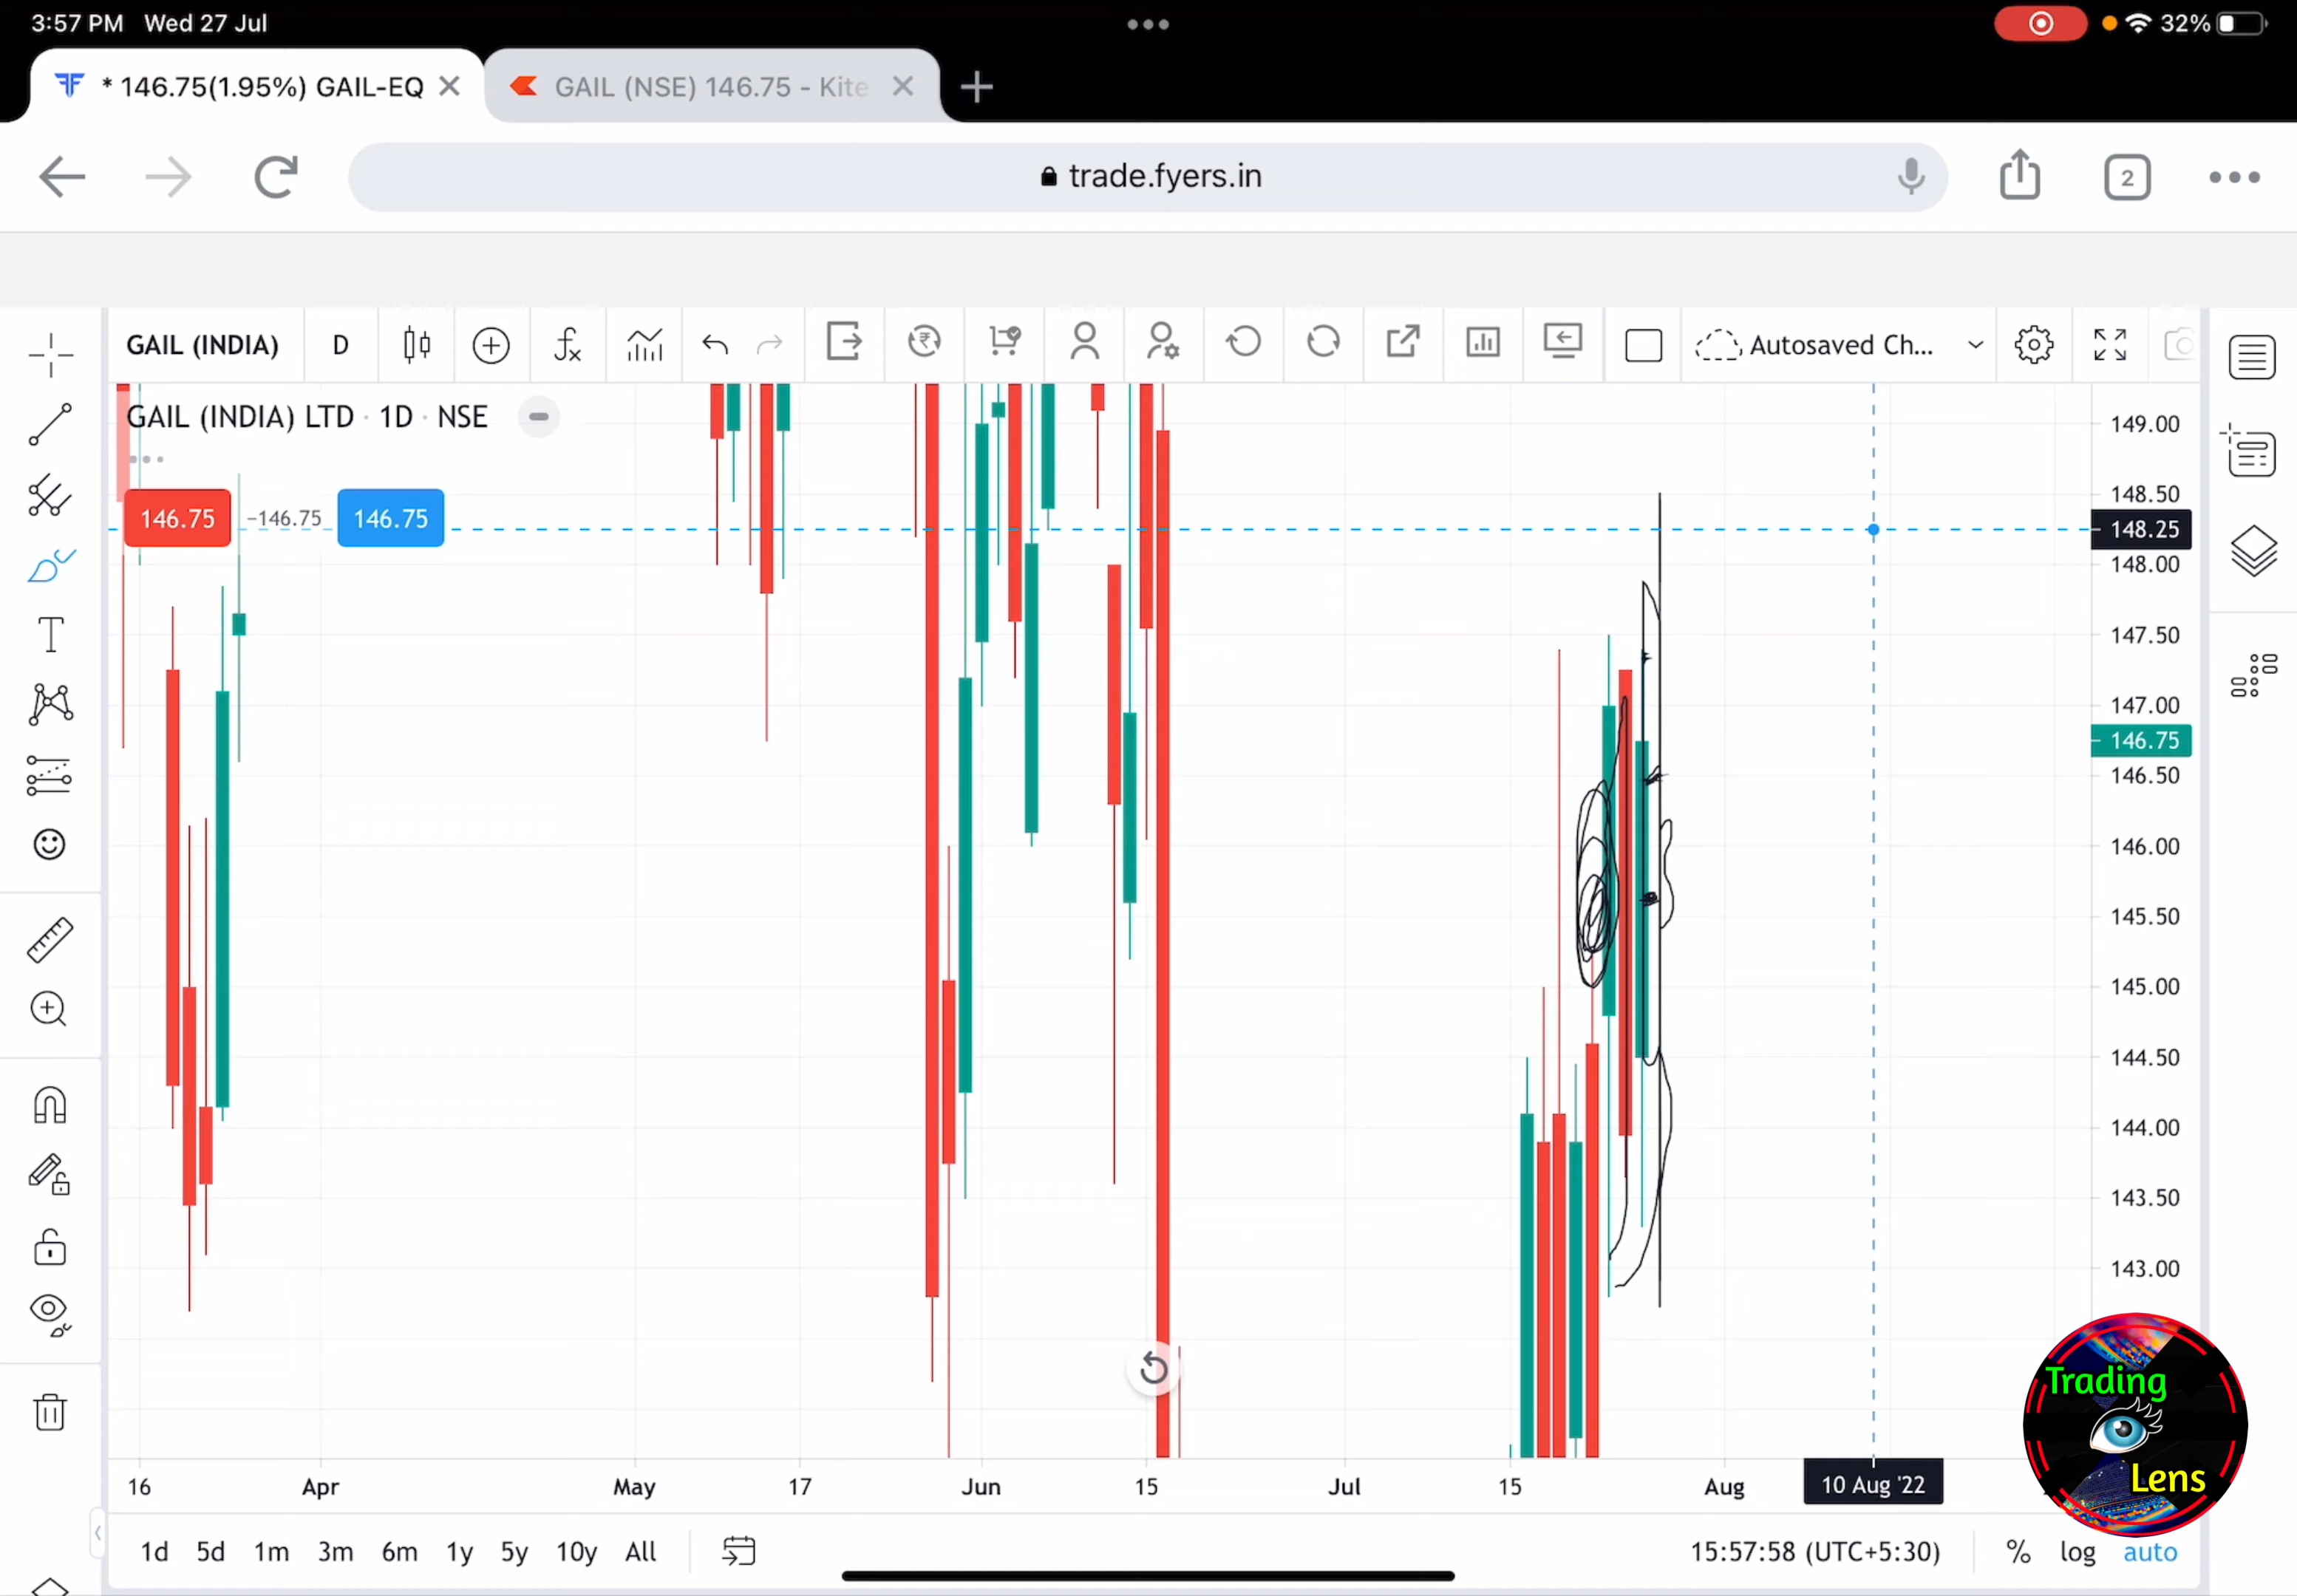 3:57 PM Wed 27 Jul
32%
* 146.75(1.95%) GAIL-EQ
GAIL (NSE) 146.75 - Kite
trade.fyers.in
2
GAIL (INDIA) D
Autosaved Ch...
GAIL (INDIA) LTD · 1D · NSE
146.75 -146.75 146.75
149.00
148.50
148.25
148.00
147.50
147.00
146.75
146.50
146.00
145.50
145.00
144.50
144.00
143.50
143.00
Trading
Lens
16 Apr May 17 Jun 15 Jul 15 Aug 10 Aug '22
1d 5d 1m 3m 6m 1y 5y 10y All
15:57:58 (UTC+5:30) % log auto